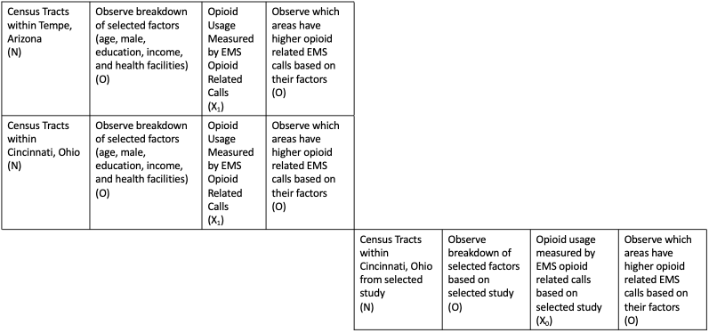 Census Tracts
within Tempe,
Arizona
(N)
Observe breakdown
of selected factors
(age, male,
education, income,
and health facilities)
(O)
Opioid
Usage
Measured
by EMS
Opioid
Related
Calls
(X₁)
Observe which
areas have
higher opioid
related EMS
calls based on
their factors
(O)
Census Tracts
within
Cincinnati, Ohio
(N)
Observe breakdown
of selected factors
(age, male,
education, income,
and health facilities)
(O)
Opioid
Usage
Measured
by EMS
Opioid
Related
Calls
(X₁)
Observe which
areas have
higher opioid
related EMS
calls based on
their factors
(O)
Census Tracts
within
Cincinnati, Ohio
from selected
study
(N)
Observe
breakdown of
selected factors
based on
selected study
(O)
Opioid usage
measured by
EMS opioid
related calls
based on
selected study
(X₀)
Observe which
areas have
higher opioid
related EMS
calls based on
their factors
(O)